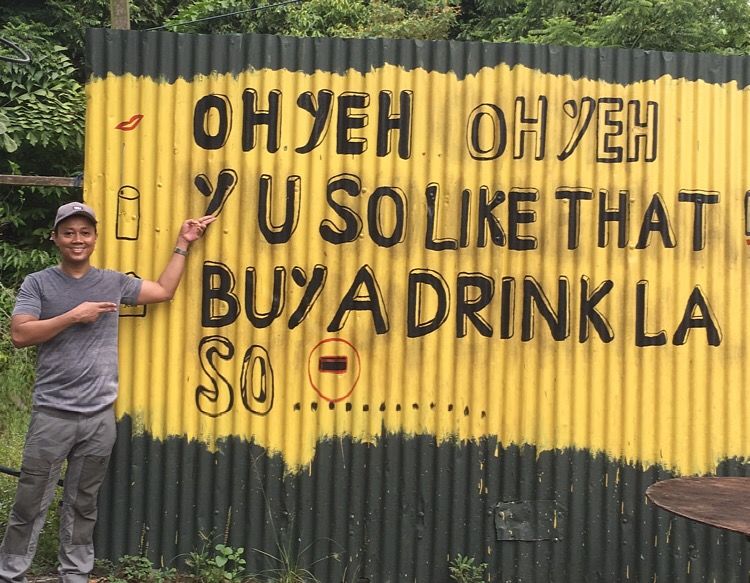 OH YEH OH YEH
Y U SO LIKE THAT
BUY A DRINK LA
SO ..............